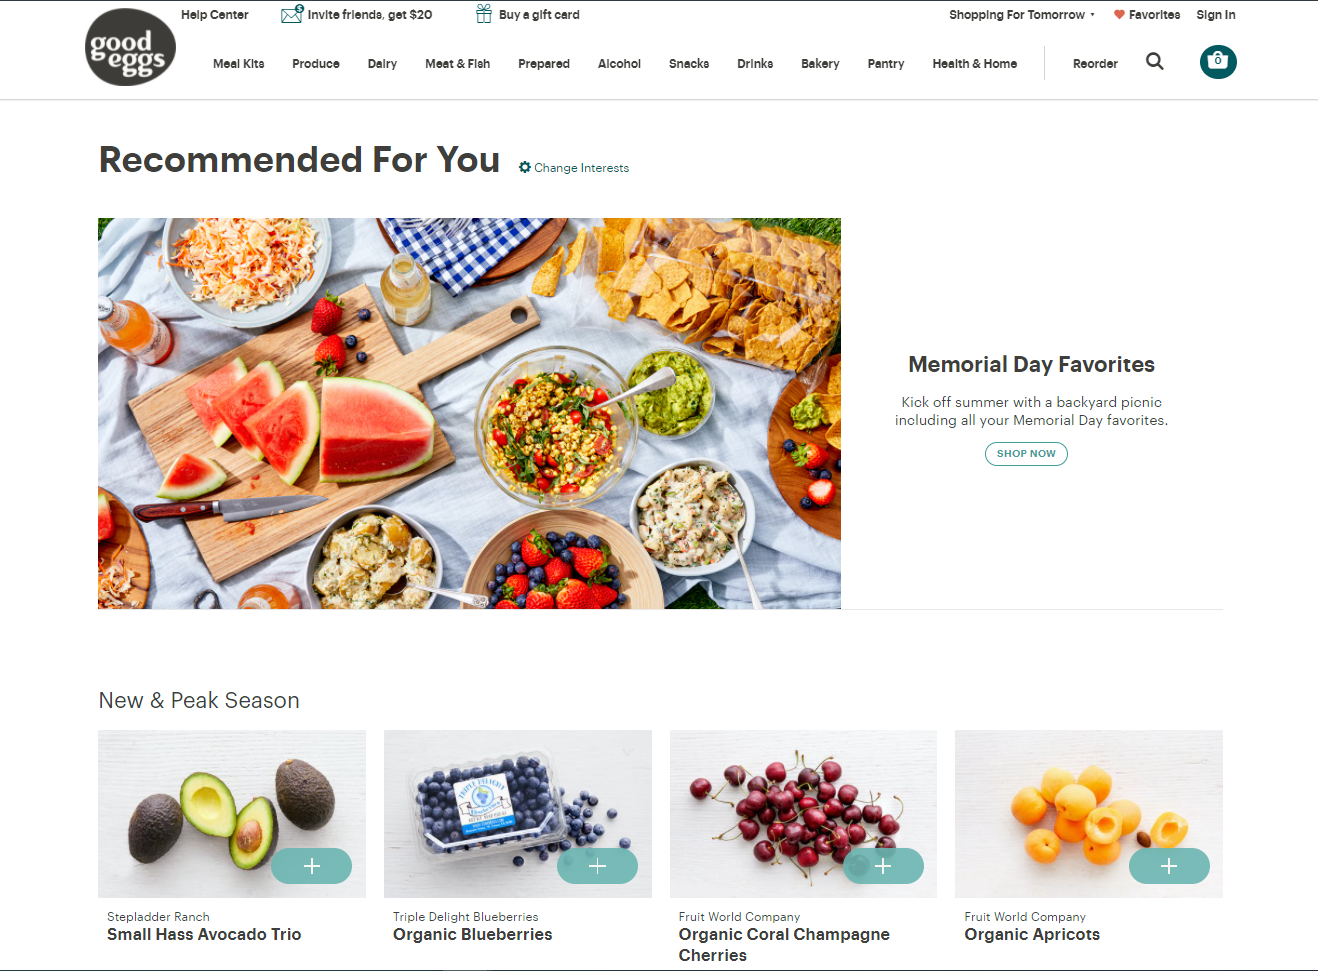 Help Center
Invite friends, get $20
Buy a gift card
Shopping For Tomorrow
Favorites
Sign In
good
eggs
Meal Kits
Produce
Dairy
Meat & Fish
Prepared
Alcohol
Snacks
Drinks
Bakery
Pantry
Health & Home
Reorder
0
Recommended For You
Change Interests
Memorial Day Favorites
Kick off summer with a backyard picnic
including all your Memorial Day favorites.
SHOP NOW
New & Peak Season
TRIPLE DELIGHT
Blueberries
Stepladder Ranch
Small Hass Avocado Trio
Triple Delight Blueberries
Organic Blueberries
Fruit World Company
Organic Coral Champagne
Cherries
Fruit World Company
Organic Apricots